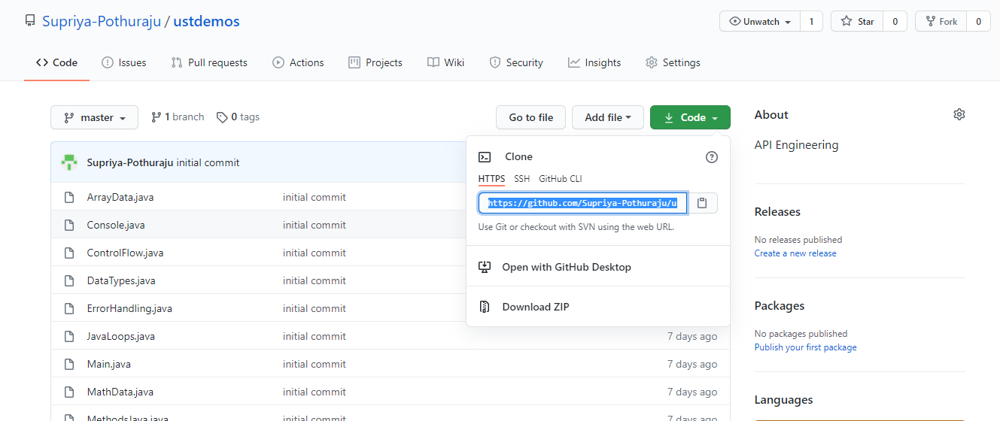 Supriya-Pothuraju / ustdemos
Unwatch 1 Star 0 Fork 0
Code Issues Pull requests Actions Projects Wiki Security Insights Settings
master 1 branch 0 tags Go to file Add file Code
Supriya-Pothuraju initial commit
ArrayData.java initial commit
Console.java initial commit
ControlFlow.java initial commit
DataTypes.java initial commit
ErrorHandling.java initial commit
JavaLoops.java initial commit 7 days ago
Main.java initial commit 7 days ago
MathData.java initial commit 7 days ago
MethodsJava.java initial commit 7 days ago
Clone
HTTPS SSH GitHub CLI
https://github.com/Supriya-Pothuraju/u
Use Git or checkout with SVN using the web URL.
Open with GitHub Desktop
Download ZIP
About
API Engineering
Releases
No releases published
Create a new release
Packages
No packages published
Publish your first package
Languages